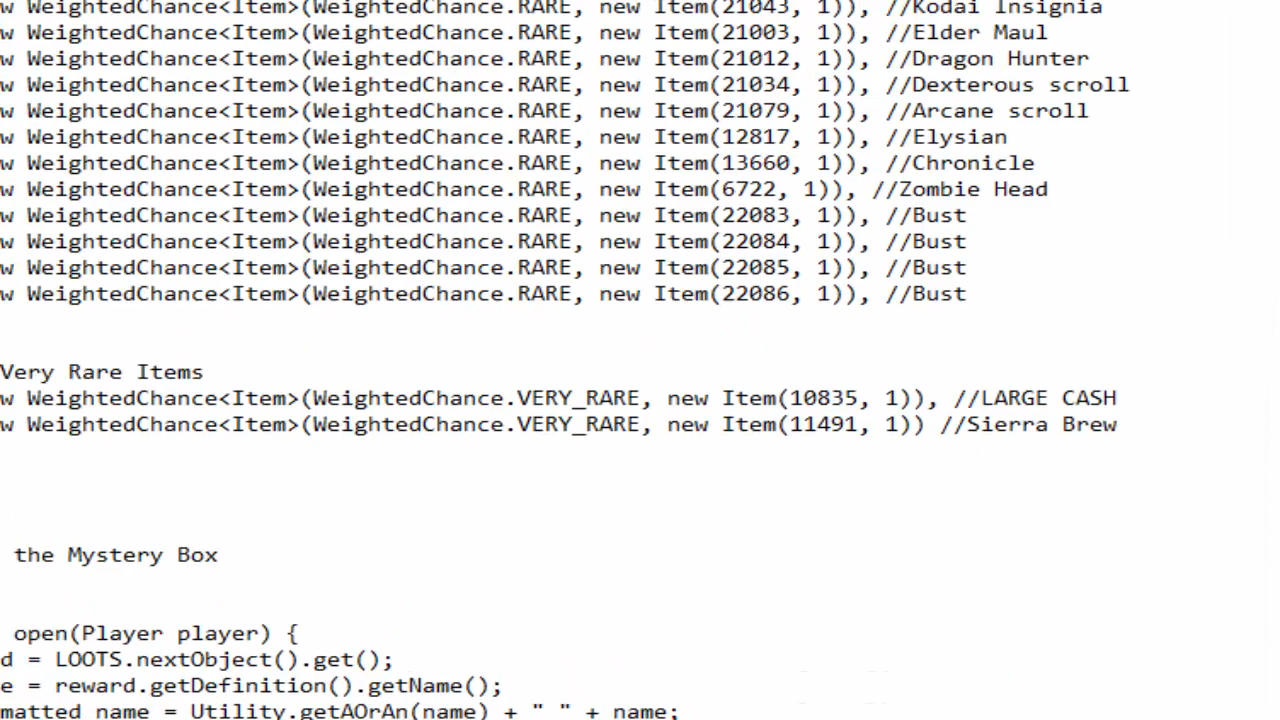 w WeightedChance<Item>(WeightedChance.RARE, new Item(21043, 1)), //Kodai Insignia
w WeightedChance<Item>(WeightedChance.RARE, new Item(21003, 1)), //Elder Maul
w WeightedChance<Item>(WeightedChance.RARE, new Item(21012, 1)), //Dragon Hunter
w WeightedChance<Item>(WeightedChance.RARE, new Item(21034, 1)), //Dexterous scroll
w WeightedChance<Item>(WeightedChance.RARE, new Item(21079, 1)), //Arcane scroll
w WeightedChance<Item>(WeightedChance.RARE, new Item(12817, 1)), //Elysian
w WeightedChance<Item>(WeightedChance.RARE, new Item(13660, 1)), //Chronicle
w WeightedChance<Item>(WeightedChance.RARE, new Item(6722, 1)), //Zombie Head
w WeightedChance<Item>(WeightedChance.RARE, new Item(22083, 1)), //Bust
w WeightedChance<Item>(WeightedChance.RARE, new Item(22084, 1)), //Bust
w WeightedChance<Item>(WeightedChance.RARE, new Item(22085, 1)), //Bust
w WeightedChance<Item>(WeightedChance.RARE, new Item(22086, 1)), //Bust
Very Rare Items
w WeightedChance<Item>(WeightedChance.VERY_RARE, new Item(10835, 1)), //LARGE CASH
w WeightedChance<Item>(WeightedChance.VERY_RARE, new Item(11491, 1)) //Sierra Brew
the Mystery Box
open(Player player) {
d = LOOTS.nextObject().get();
e = reward.getDefinition().getName();
matted_name = Utility.getAOrAn(name) + " " + name;